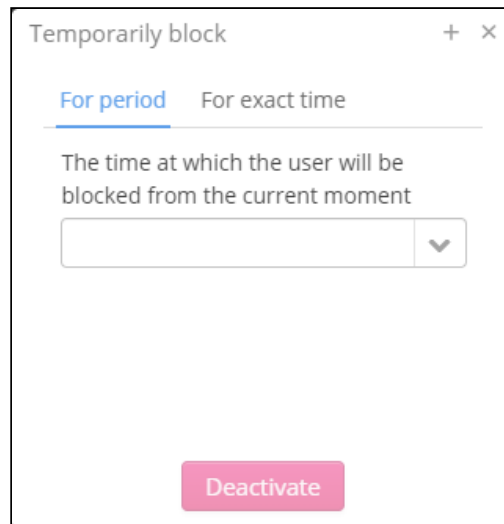 Temporarily block
For period For exact time
The time at which the user will be
blocked from the current moment
Deactivate